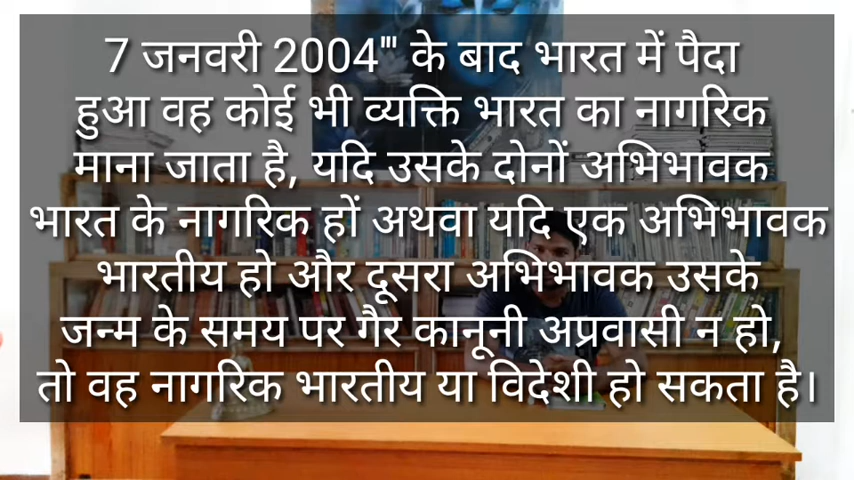 7 जनवरी 2004''' के बाद भारत में पैदा
हुआ वह कोई भी व्यक्ति भारत का नागरिक
माना जाता है, यदि उसके दोनों अभिभावक
भारत के नागरिक हों अथवा यदि एक अभिभावक
भारतीय हो और दूसरा अभिभावक उसके
जन्म के समय पर गैर कानूनी अप्रवासी न हो,
तो वह नागरिक भारतीय या विदेशी हो सकता है।